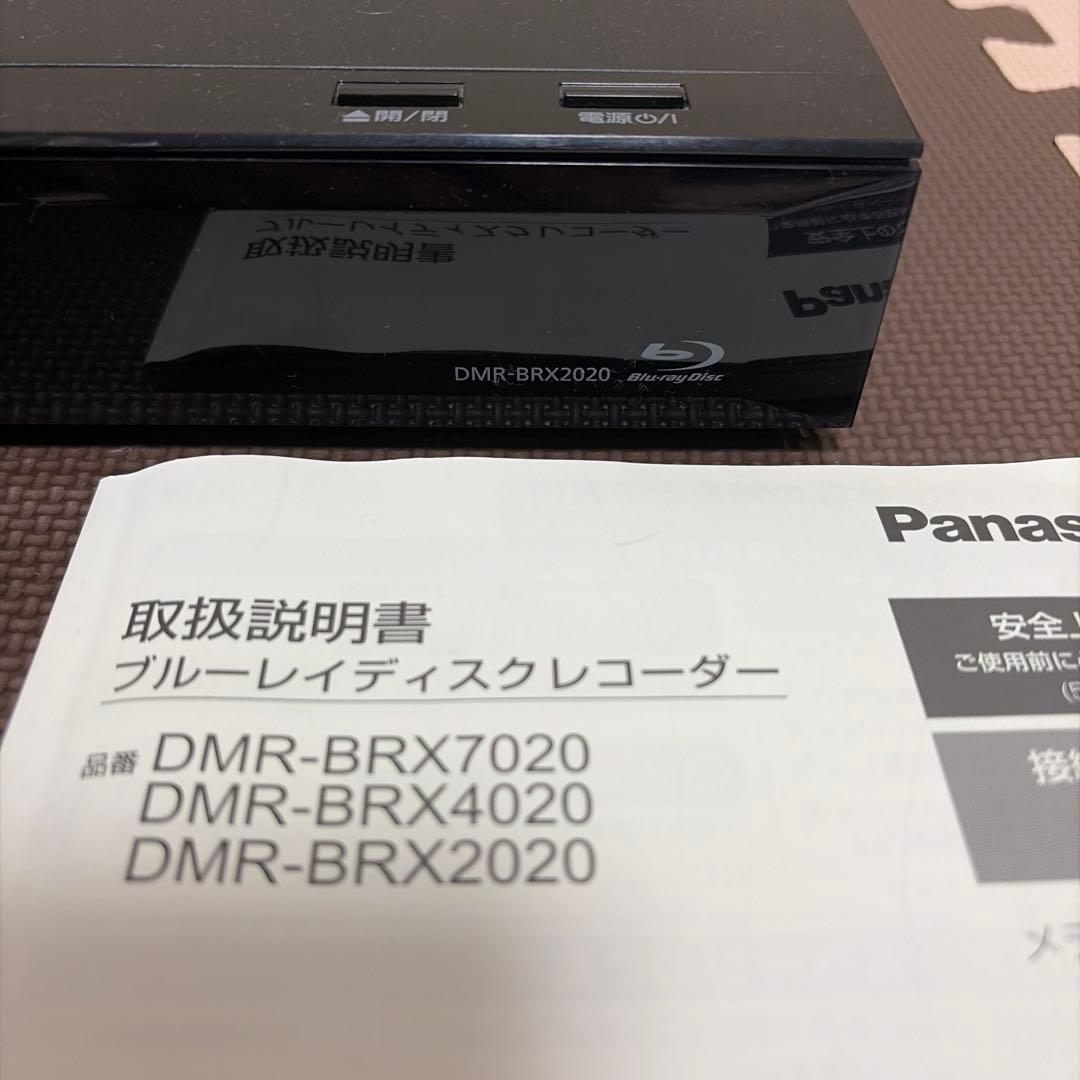 ⏏開/閉
電源⏻/I
DMR-BRX2020
Blu-ray Disc
Panas
取扱説明書
ブルーレイディスクレコーダー
安全上
ご使用前に
品番 DMR-BRX7020
DMR-BRX4020
DMR-BRX2020
接続